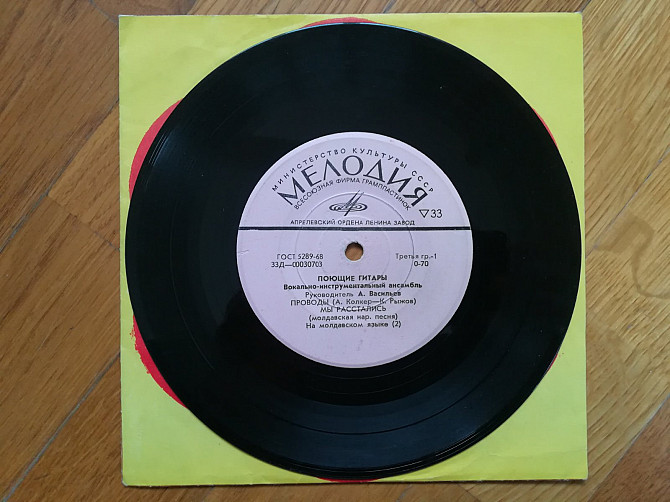 МИНИСТЕРСТВО КУЛЬТУРЫ СССР
МЕЛОДИЯ
ВСЕСОЮЗНАЯ ФИРМА ГРАМПЛАСТИНОК
33
АПРЕЛЕВСКИЙ ОРДЕНА ЛЕНИНА ЗАВОД
ГОСТ 5289-68 Третья гр.-1
33Д—00030703 0-70
ПОЮЩИЕ ГИТАРЫ
Вокально-инструментальный ансамбль
Руководитель А. Васильев
ПРОВОДЫ (А. Колкер—К. Рыжов)
МЫ РАССТАЛИСЬ
(молдавская нар. песня)
На молдавском языке (2)